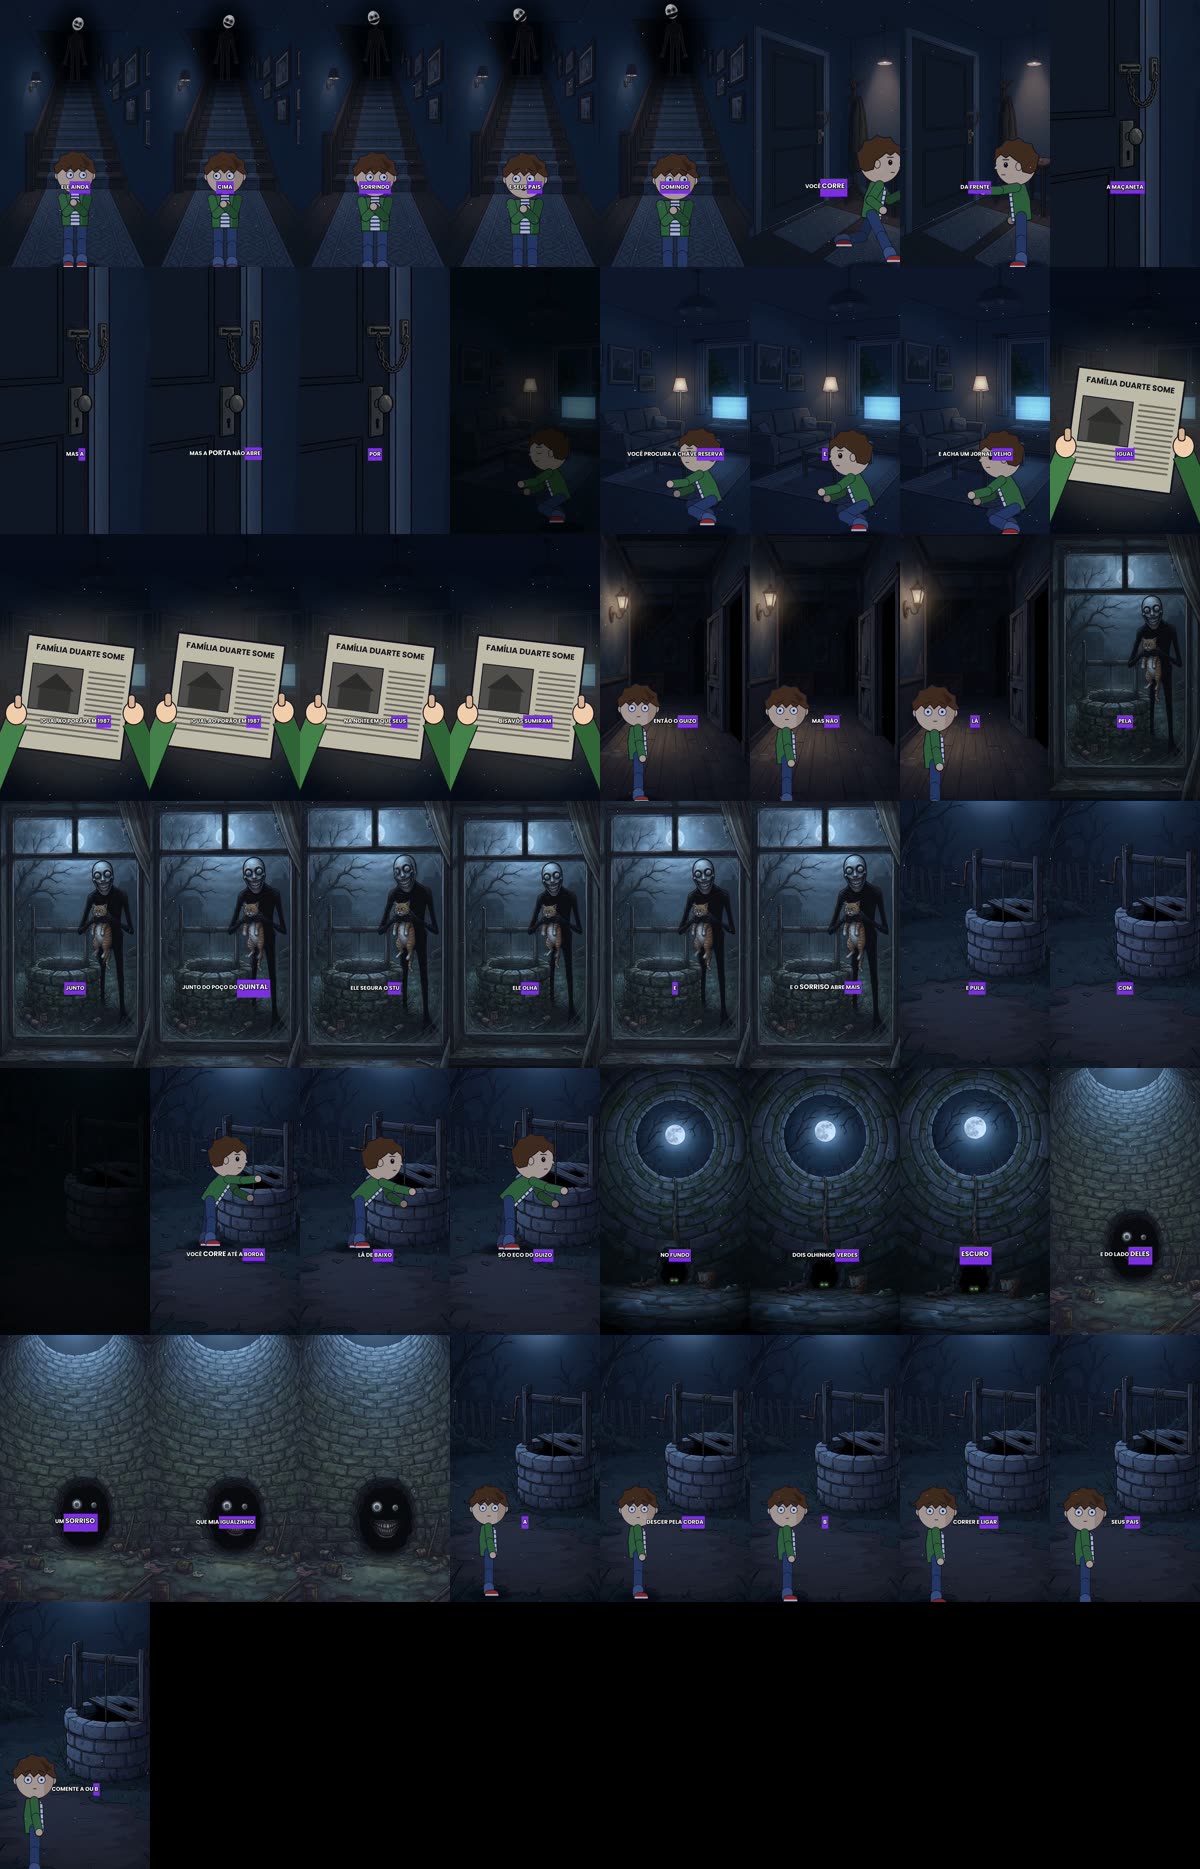 ELE AINDA
CIMA
SORRINDO
E SEUS PAIS
DOMINGO
VOCÊ CORRE
DA FRENTE
A MAÇANETA
MAS A
MAS A PORTA NÃO ABRE
POR
VOCÊ PROCURA A CHAVE RESERVA
E
E ACHA UM JORNAL VELHO
FAMÍLIA DUARTE SOME
IGUAL
FAMÍLIA DUARTE SOME
IGUAL AO PORÃO EM 1987
FAMÍLIA DUARTE SOME
IGUAL AO PORÃO EM 1987
FAMÍLIA DUARTE SOME
NA NOITE EM QUE SEUS
FAMÍLIA DUARTE SOME
BISAVÓS SUMIRAM
ENTÃO O GUIZO
MAS NÃO
LÁ
PELA
JUNTO
JUNTO DO POÇO DO QUINTAL
ELE SEGURA O STU
ELE OLHA
E
E O SORRISO ABRE MAIS
E PULA
COM
VOCÊ CORRE ATÉ A BORDA
LÁ DE BAIXO
SÓ O ECO DO GUIZO
NO FUNDO
DOIS OLHINHOS VERDES
ESCURO
E DO LADO DELES
UM SORRISO
QUE MIA IGUALZINHO
A
DESCER PELA CORDA
B
CORRER E LIGAR
SEUS PAIS
COMENTE A OU B